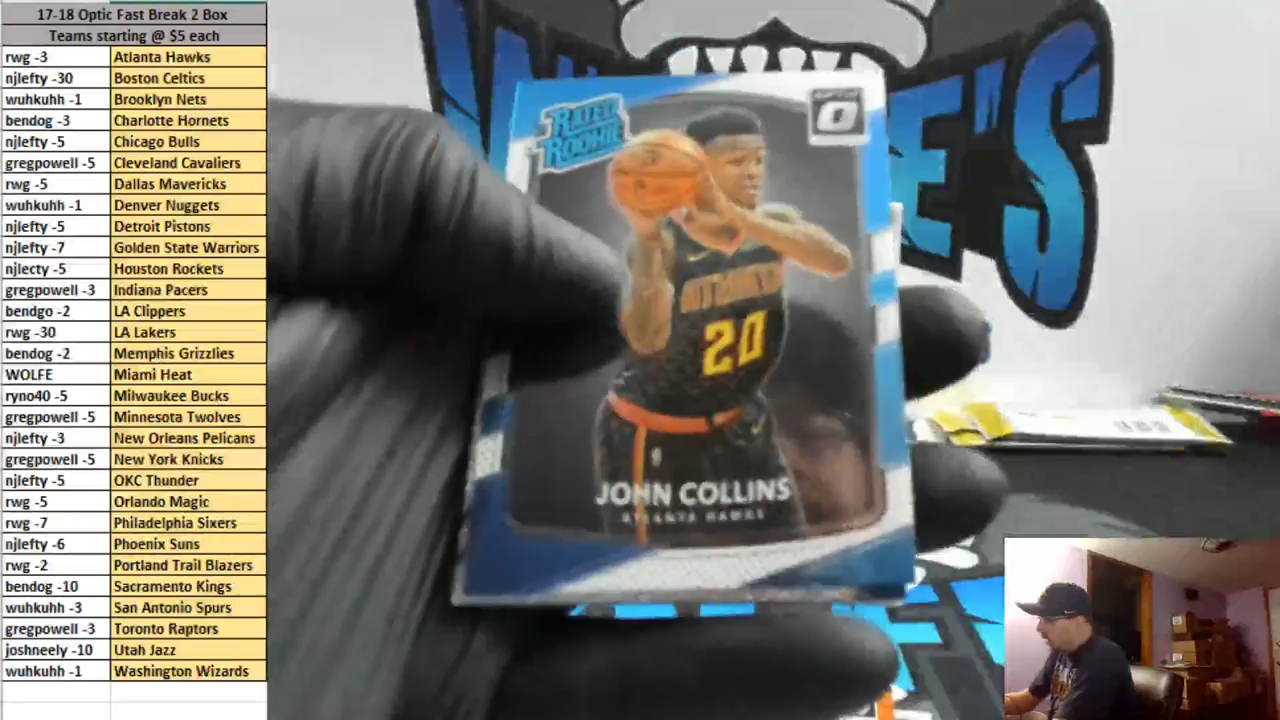 17-18 Optic Fast Break 2 Box
Teams starting @ $5 each
rwg -3 Atlanta Hawks
njlefty -30 Boston Celtics
wuhkuhh -1 Brooklyn Nets
bendog -3 Charlotte Hornets
njlefty -5 Chicago Bulls
gregpowell -5 Cleveland Cavaliers
rwg -5 Dallas Mavericks
wuhkuhh -1 Denver Nuggets
njlefty -5 Detroit Pistons
njlefty -7 Golden State Warriors
njlecty -5 Houston Rockets
gregpowell -3 Indiana Pacers
bendgo -2 LA Clippers
rwg -30 LA Lakers
bendog -2 Memphis Grizzlies
WOLFE Miami Heat
ryno40 -5 Milwaukee Bucks
gregpowell -5 Minnesota Twolves
njlefty -3 New Orleans Pelicans
gregpowell -5 New York Knicks
njlefty -5 OKC Thunder
rwg -5 Orlando Magic
rwg -7 Philadelphia Sixers
njlefty -6 Phoenix Suns
rwg -2 Portland Trail Blazers
bendog -10 Sacramento Kings
wuhkuhh -3 San Antonio Spurs
gregpowell -3 Toronto Raptors
joshneely -10 Utah Jazz
wuhkuhh -1 Washington Wizards
RATED
ROOKIE
OPTIC
20
JOHN COLLINS
ATLANTA HAWKS